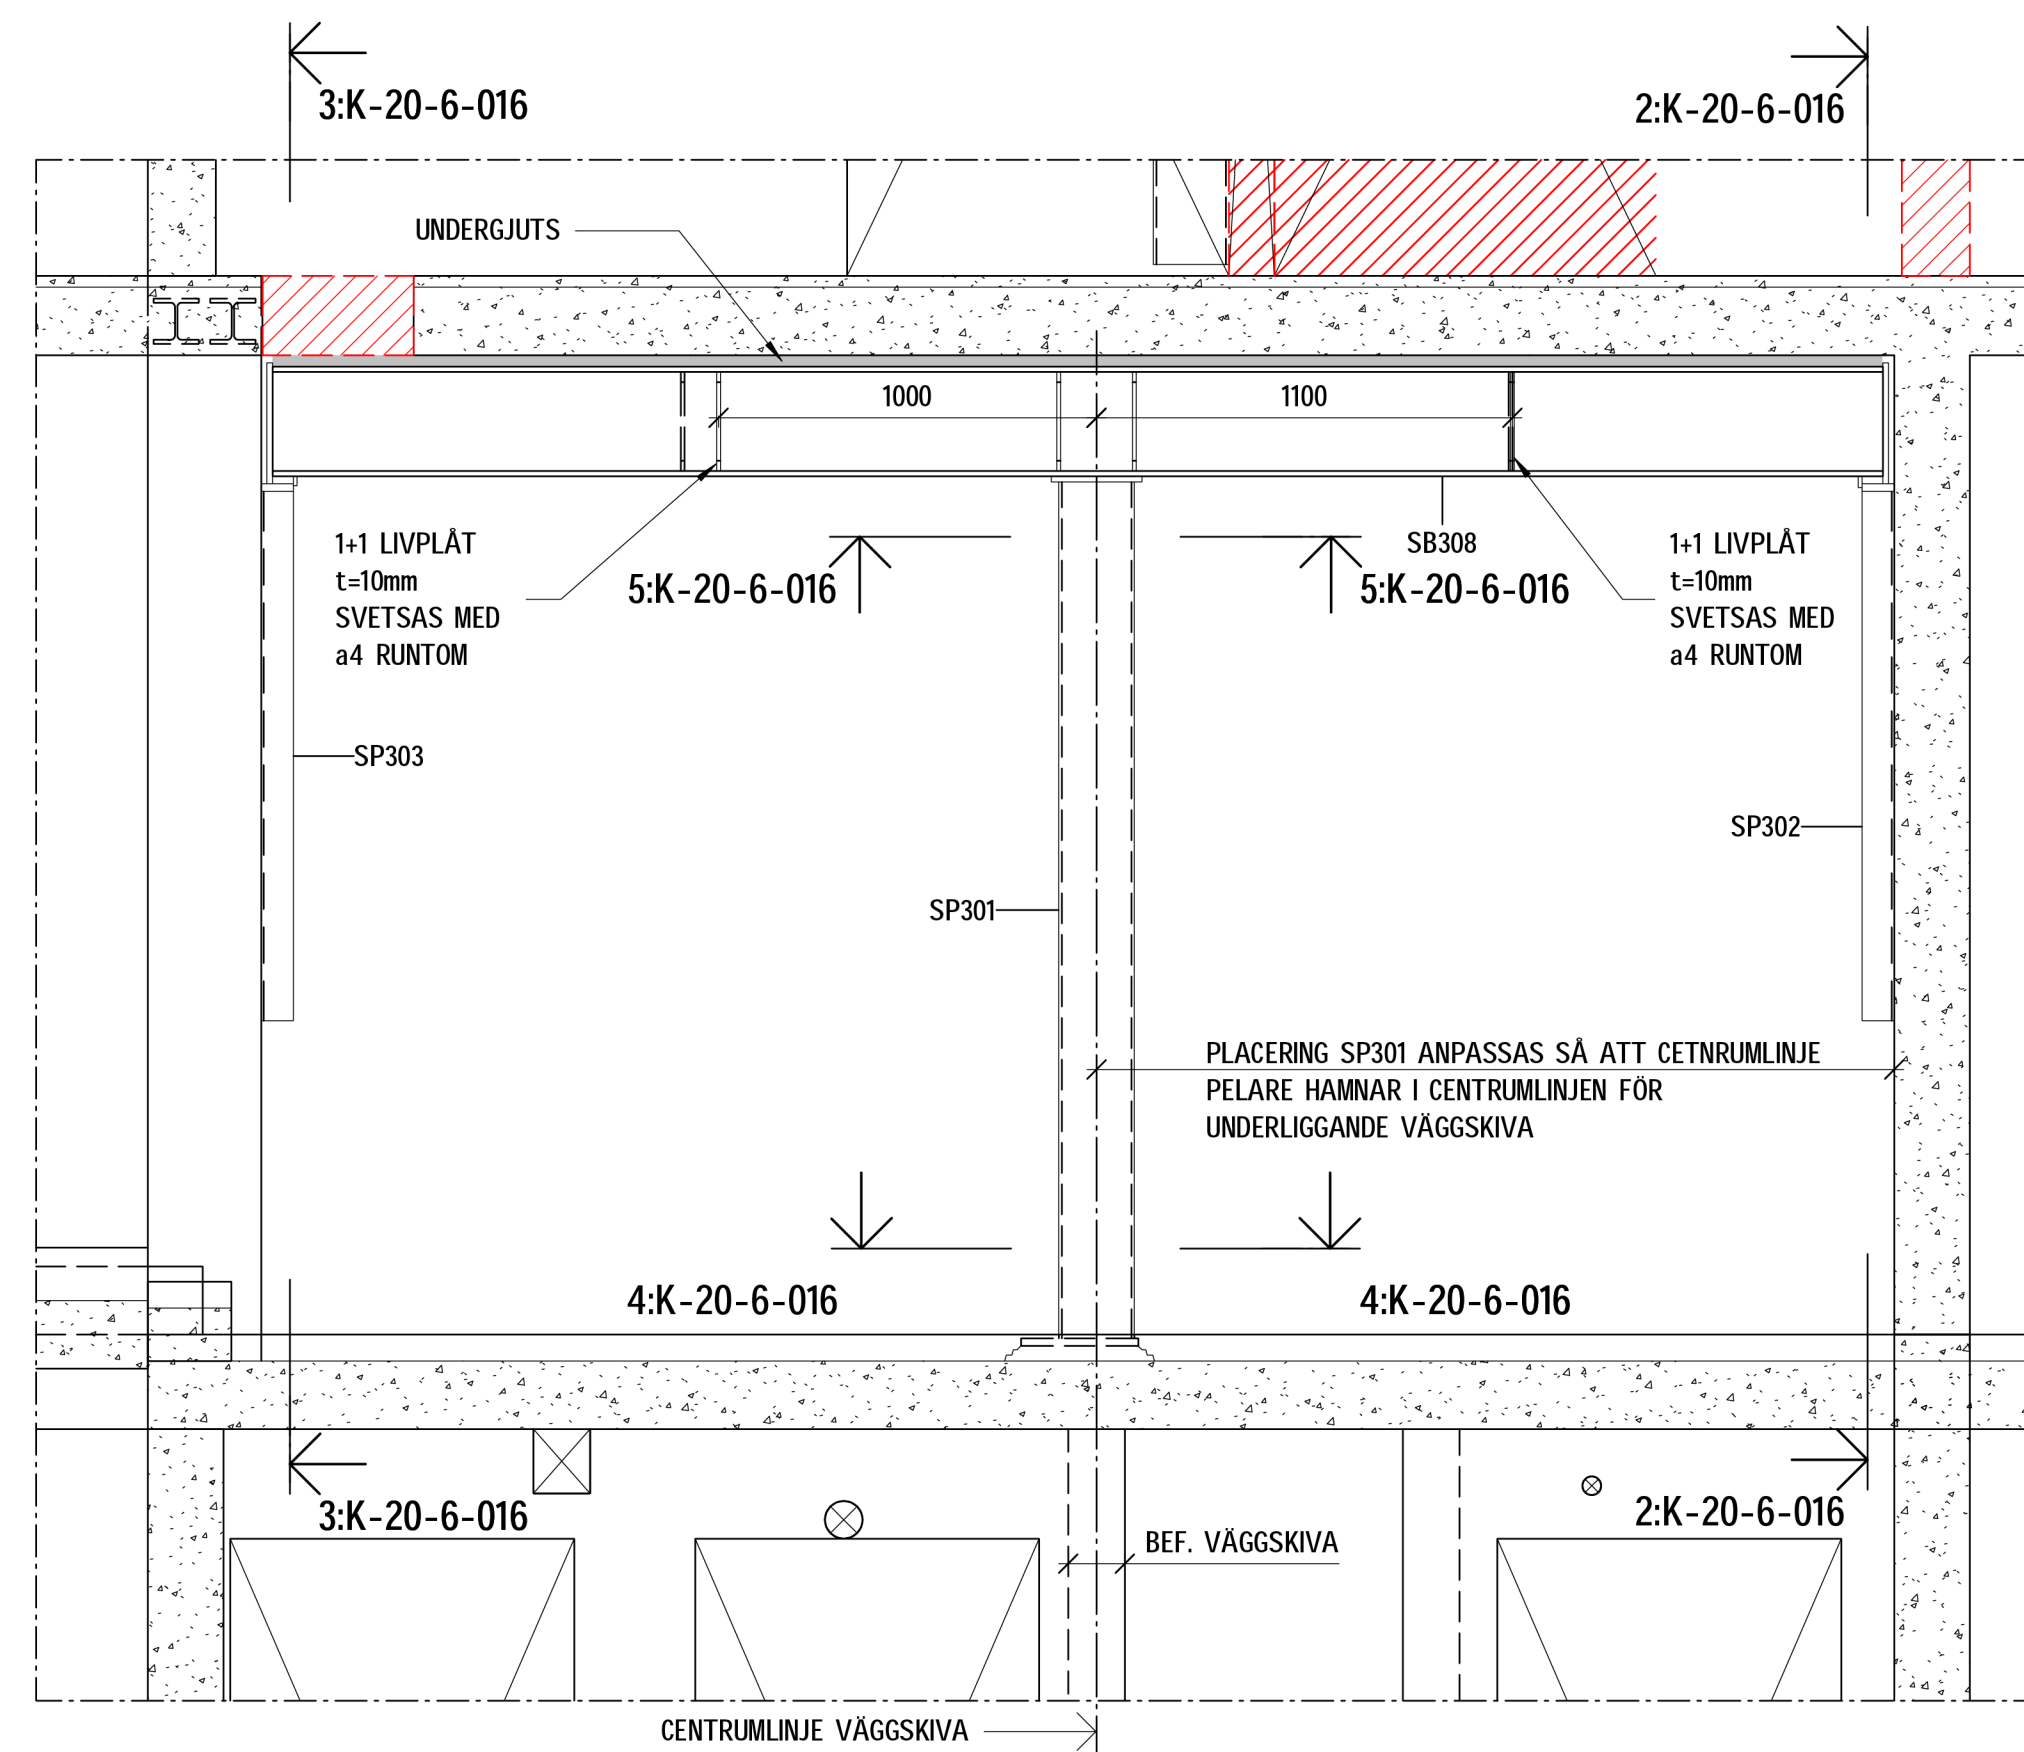 3:K-20-6-016
2:K-20-6-016
UNDERGJUTS
1000
1100
1+1 LIVPLÅT
t=10mm
SVETSAS MED
a4 RUNTOM
5:K-20-6-016
SB308
5:K-20-6-016
1+1 LIVPLÅT
t=10mm
SVETSAS MED
a4 RUNTOM
SP303
SP302
SP301
PLACERING SP301 ANPASSAS SÅ ATT CETNRUMLINJE
PELARE HAMNAR I CENTRUMLINJEN FÖR
UNDERLIGGANDE VÄGGSKIVA
4:K-20-6-016
4:K-20-6-016
3:K-20-6-016
2:K-20-6-016
BEF. VÄGGSKIVA
CENTRUMLINJE VÄGGSKIVA